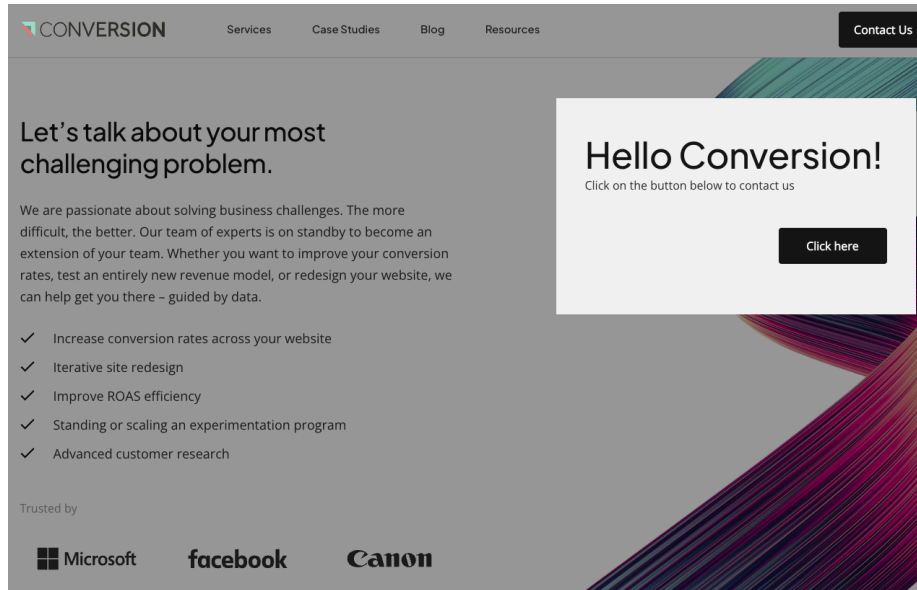 CONVERSION
Services
Case Studies
Blog
Resources
Contact Us
Let's talk about your most
challenging problem.
We are passionate about solving business challenges. The more
difficult, the better. Our team of experts is on standby to become an
extension of your team. Whether you want to improve your conversion
rates, test an entirely new revenue model, or redesign your website, we
can help get you there – guided by data.
Increase conversion rates across your website
Iterative site redesign
Improve ROAS efficiency
Standing or scaling an experimentation program
Advanced customer research
Trusted by
Microsoft
facebook
Canon
Hello Conversion!
Click on the button below to contact us
Click here